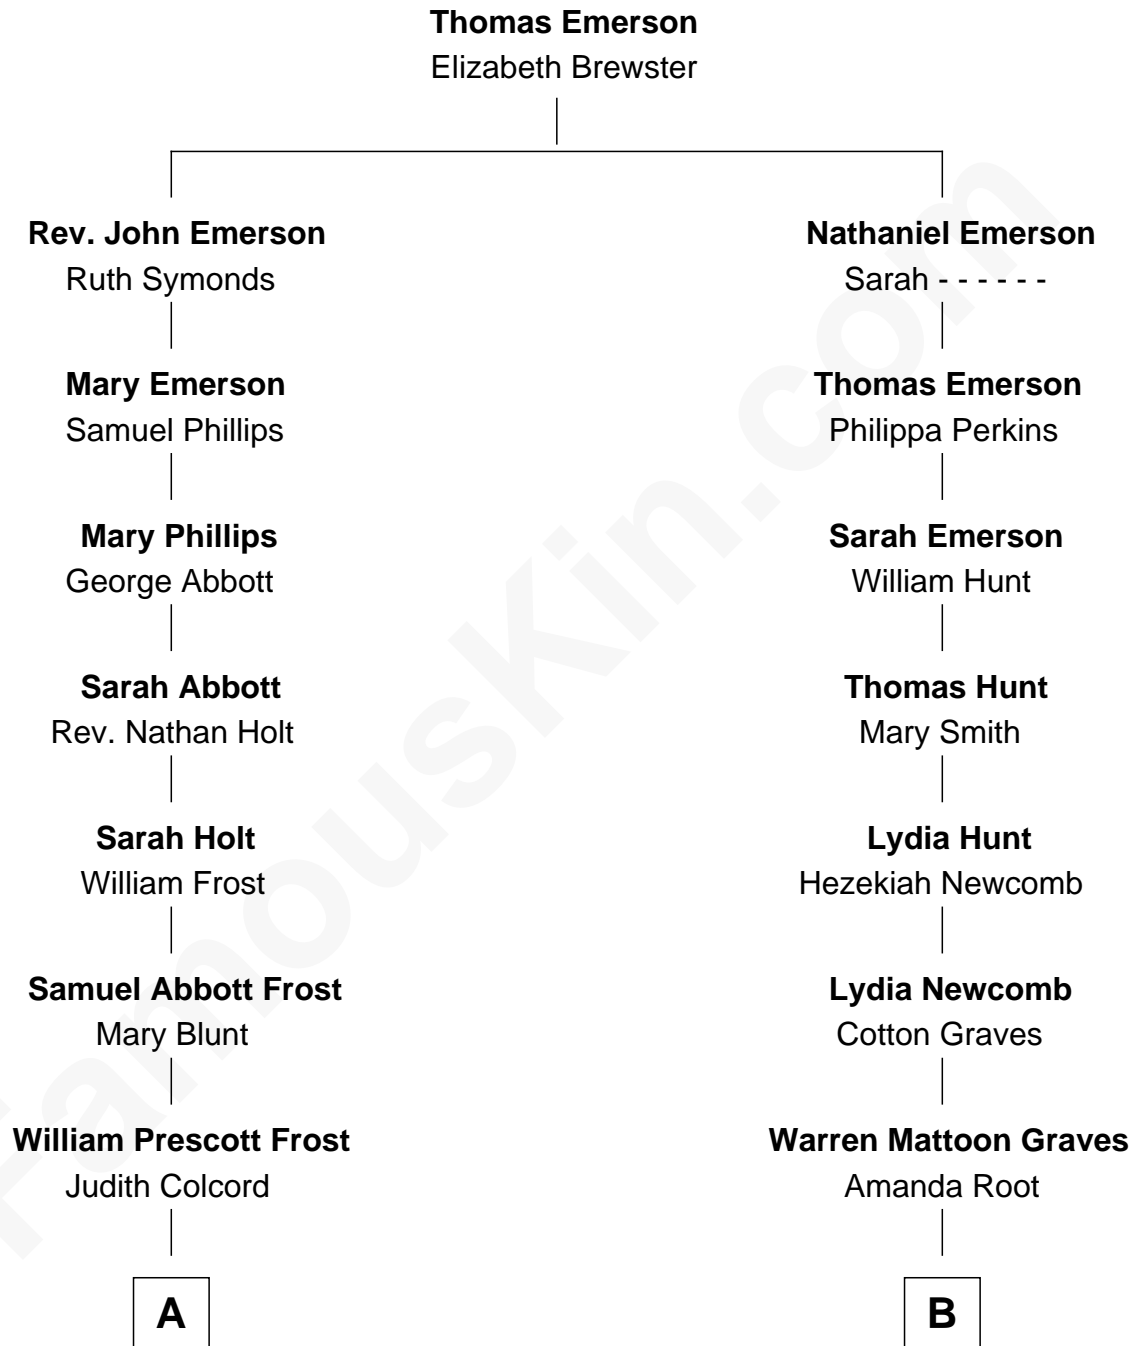 Thomas Emerson
Elizabeth Brewster
Rev. John Emerson
Ruth Symonds
Mary Emerson
Samuel Phillips
Mary Phillips
George Abbott
Sarah Abbott
Rev. Nathan Holt
Sarah Holt
William Frost
Samuel Abbott Frost
Mary Blunt
William Prescott Frost
Judith Colcord
A
Nathaniel Emerson
Sarah - - - - - -
Thomas Emerson
Philippa Perkins
Sarah Emerson
William Hunt
Thomas Hunt
Mary Smith
Lydia Hunt
Hezekiah Newcomb
Lydia Newcomb
Cotton Graves
Warren Mattoon Graves
Amanda Root
B
FamousKin.com